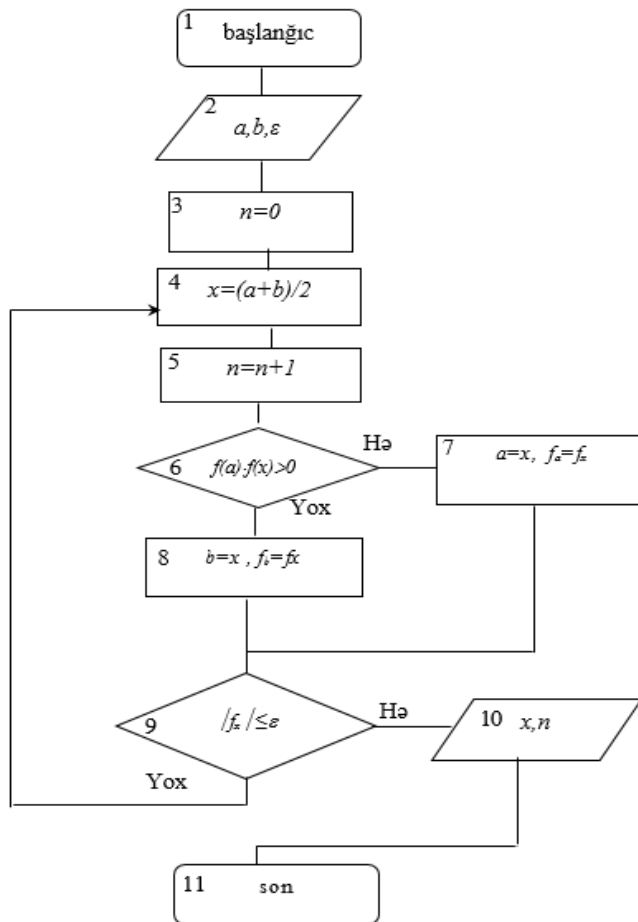 1 başlanğıc
2 a,b,ε
3 n=0
4 x=(a+b)/2
5 n=n+1
6 f(a)·f(x)>0
Hə
7 a=x, fₐ=fₓ
Yox
8 b=x , f_b=fx
9 |fₓ|≤ε
Hə
10 x,n
Yox
11 son